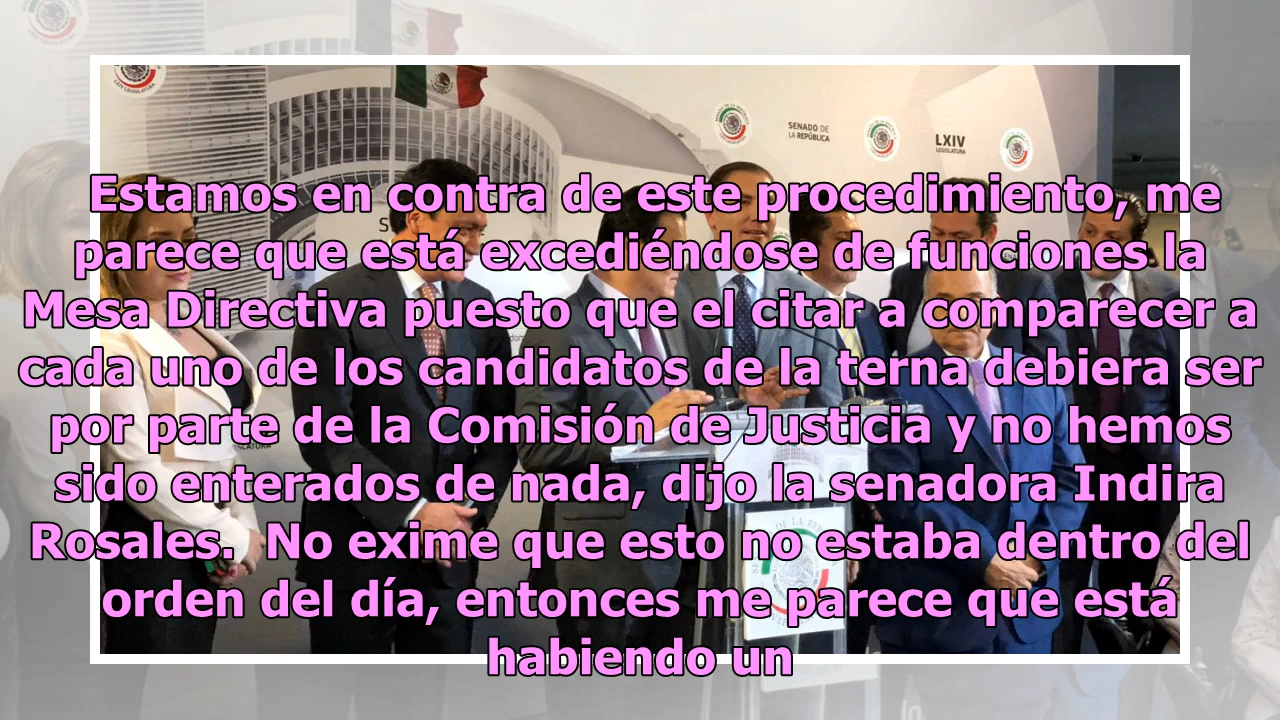 Estamos en contra de este procedimiento, me
parece que está excediéndose de funciones la
Mesa Directiva puesto que el citar a comparecer a
cada uno de los candidatos de la terna debiera ser
por parte de la Comisión de Justicia y no hemos
sido enterados de nada, dijo la senadora Indira
Rosales.  No exime que esto no estaba dentro del
orden del día, entonces me parece que está
habiendo un
SENADO DE
LA REPÚBLICA
LXIV
LEGISLATURA